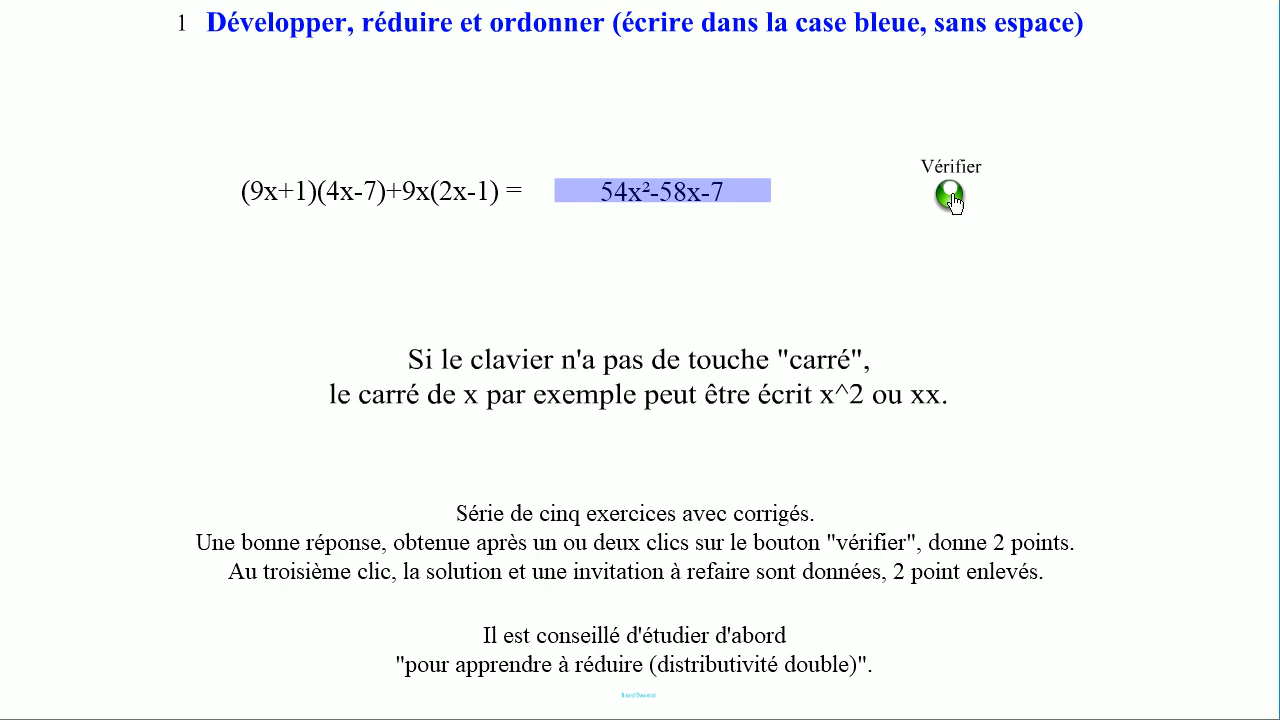 1 Développer, réduire et ordonner (écrire dans la case bleue, sans espace)
Vérifier
(9x+1)(4x-7)+9x(2x-1) = 54x²-58x-7
Si le clavier n'a pas de touche "carré",
le carré de x par exemple peut être écrit x^2 ou xx.
Série de cinq exercices avec corrigés.
Une bonne réponse, obtenue après un ou deux clics sur le bouton "vérifier", donne 2 points.
Au troisième clic, la solution et une invitation à refaire sont données, 2 point enlevés.
Il est conseillé d'étudier d'abord
"pour apprendre à réduire (distributivité double)".